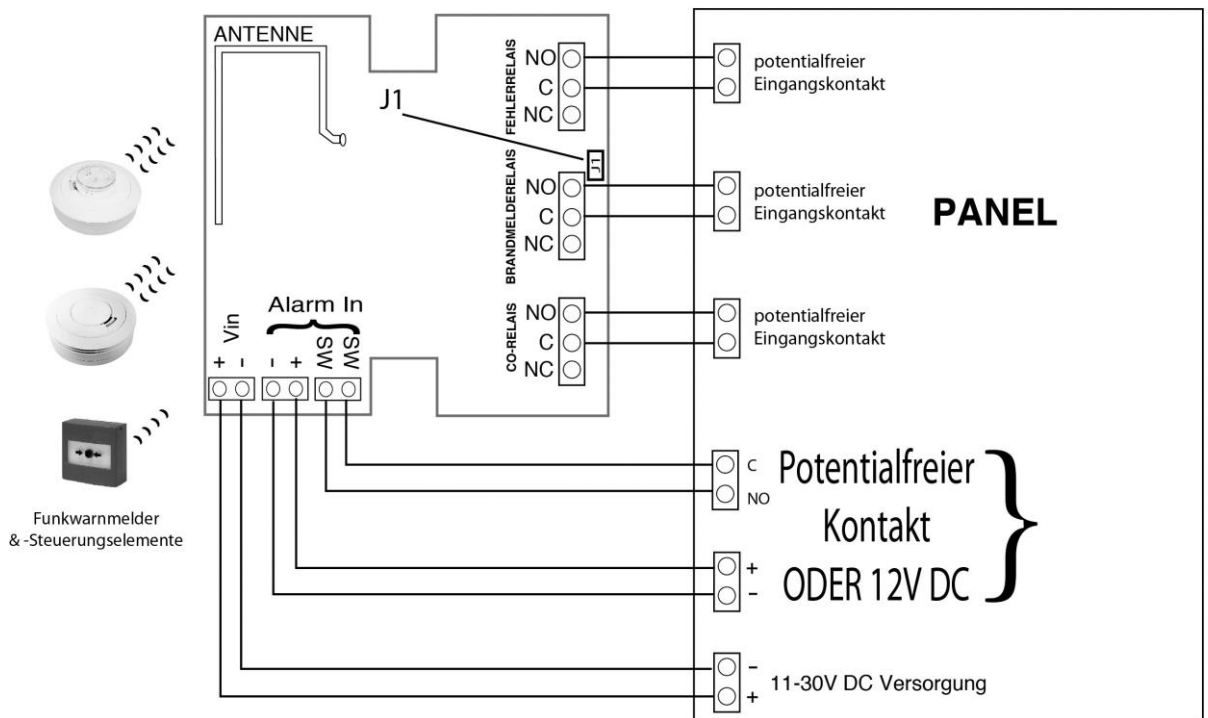 ANTENNE
J1
FEHLERRELAIS
NO
C
NC
potentialfreier
Eingangskontakt
J1
BRANDMELDERELAIS
NO
C
NC
potentialfreier
Eingangskontakt
PANEL
CO-RELAIS
NO
C
NC
potentialfreier
Eingangskontakt
Alarm In
Vin
+ - - + SW SW
Funkwarnmelder
& -Steuerungselemente
C
NO
Potentialfreier
Kontakt
ODER 12V DC
+
-
-
+
11-30V DC Versorgung